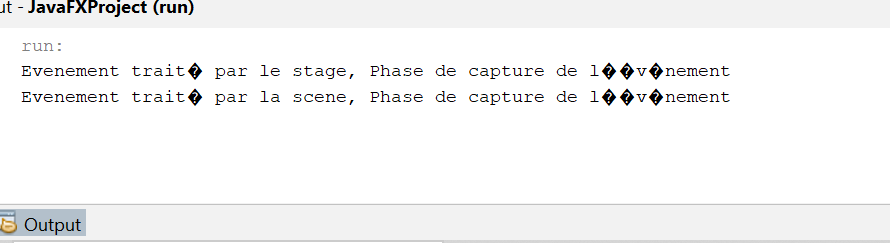 ut - JavaFXProject (run)
run:
Evenement trait� par le stage, Phase de capture de l��v�nement
Evenement trait� par la scene, Phase de capture de l��v�nement
Output